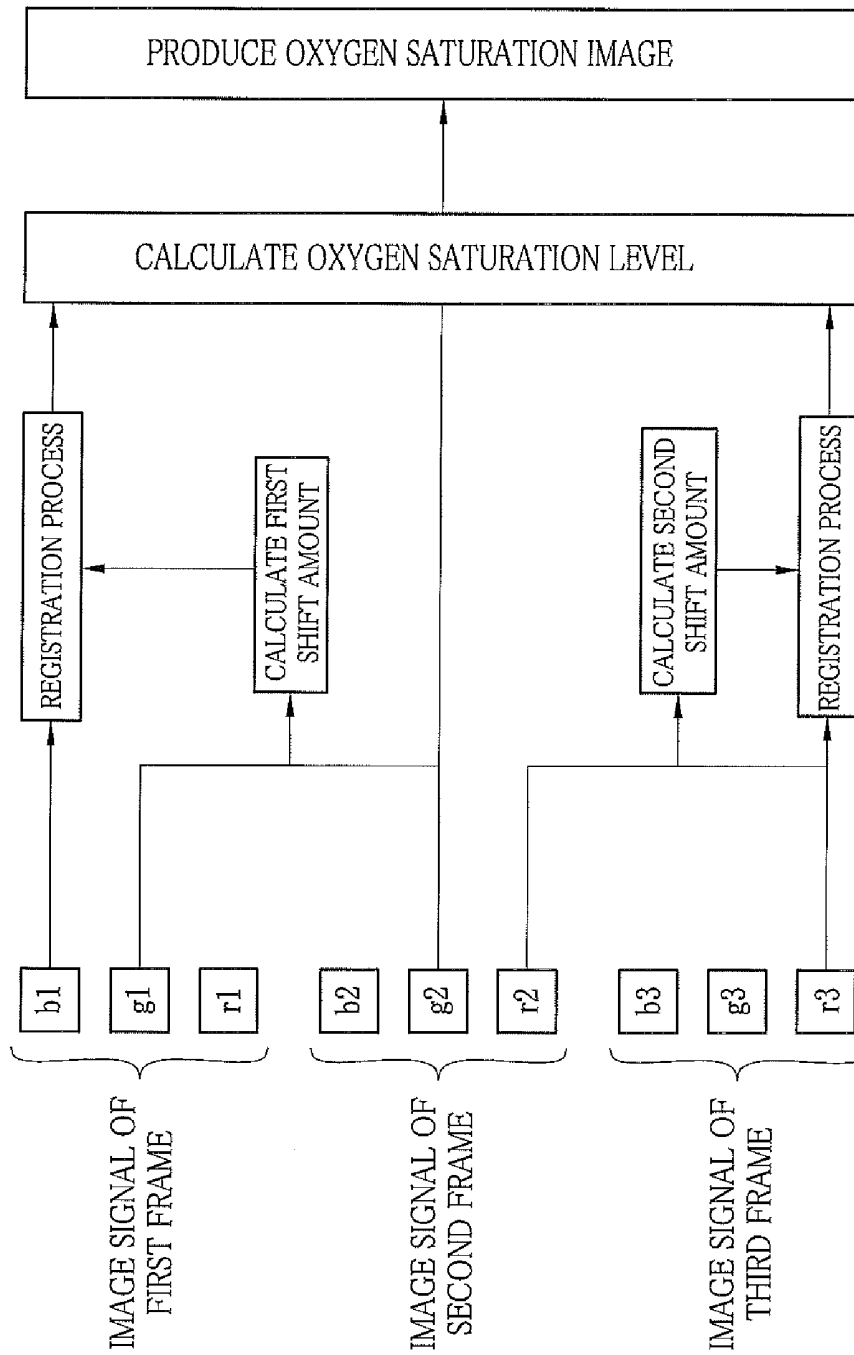 IMAGE SIGNAL OF
FIRST FRAME
b1
g1
r1
IMAGE SIGNAL OF
SECOND FRAME
b2
g2
r2
IMAGE SIGNAL OF
THIRD FRAME
b3
g3
r3
REGISTRATION PROCESS
CALCULATE FIRST
SHIFT AMOUNT
CALCULATE SECOND
SHIFT AMOUNT
REGISTRATION PROCESS
CALCULATE OXYGEN SATURATION LEVEL
PRODUCE OXYGEN SATURATION IMAGE